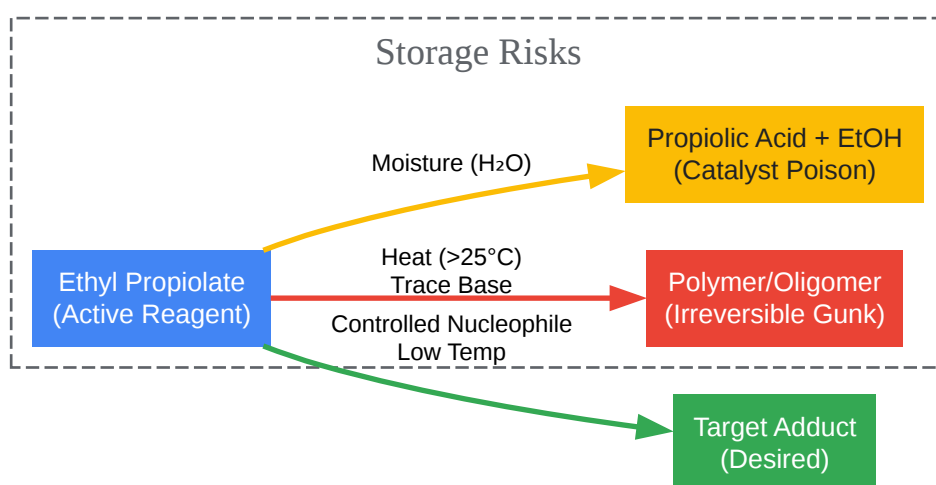 Storage Risks
Propiolic Acid + EtOH
(Catalyst Poison)
Moisture (H₂O)
Ethyl Propiolate
(Active Reagent)
Heat (>25°C)
Trace Base
Polymer/Oligomer
(Irreversible Gunk)
Controlled Nucleophile
Low Temp
Target Adduct
(Desired)